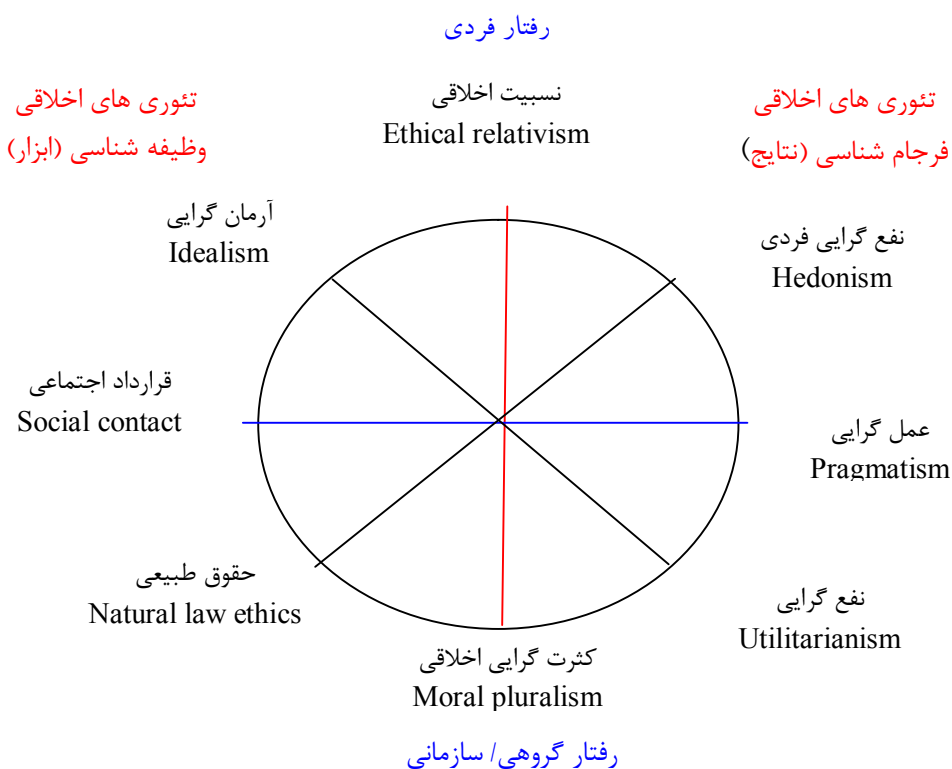 رفتار فردی
تئوری های اخلاقی
فرجام شناسی (نتایج)
نسبیت اخلاقی
Ethical relativism
تئوری های اخلاقی
وظیفه شناسی (ابزار)
نفع گرایی فردی
Hedonism
آرمان گرایی
Idealism
عمل گرایی
Pragmatism
قرارداد اجتماعی
Social contact
نفع گرایی
Utilitarianism
حقوق طبیعی
Natural law ethics
کثرت گرایی اخلاقی
Moral pluralism
رفتار گروهی/ سازمانی